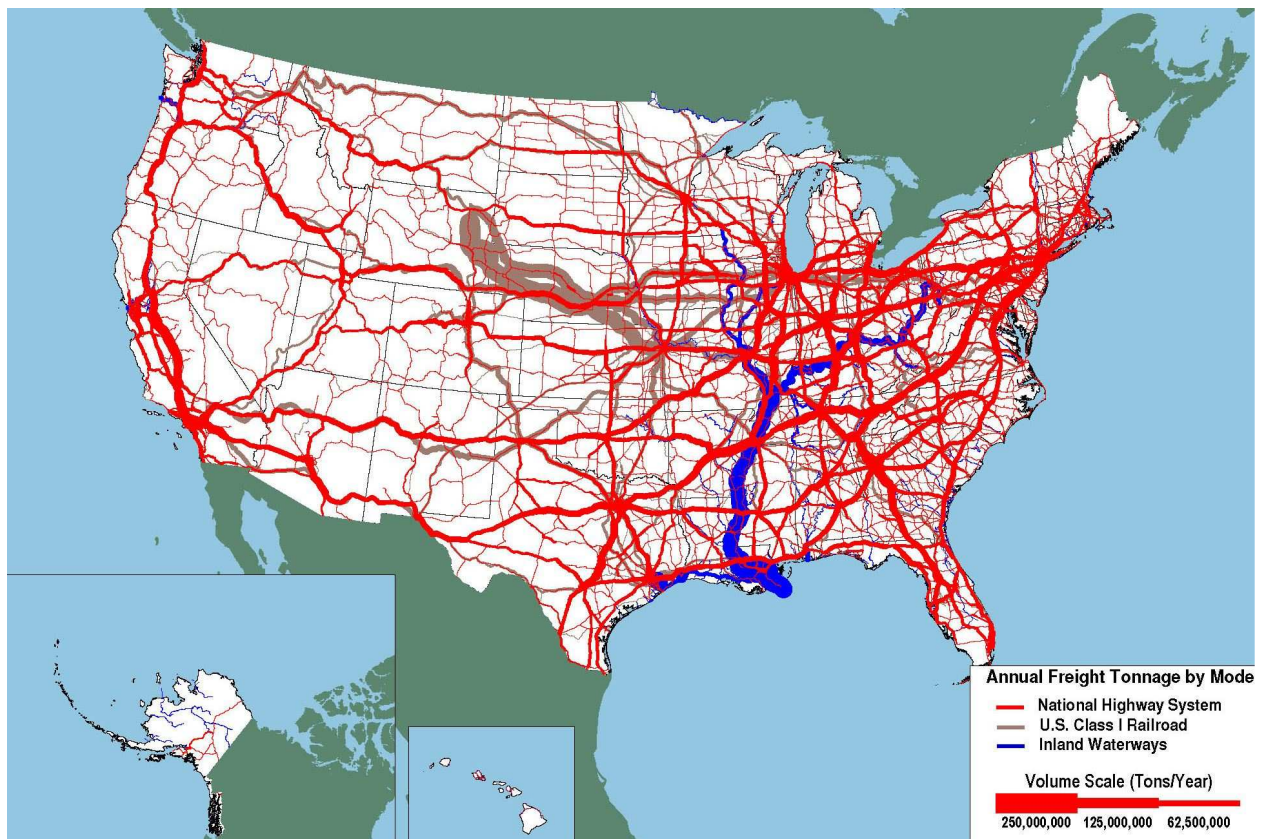 Annual Freight Tonnage by Mode
National Highway System
U.S. Class I Railroad
Inland Waterways
Volume Scale (Tons/Year)
250,000,000 125,000,000 62,500,000